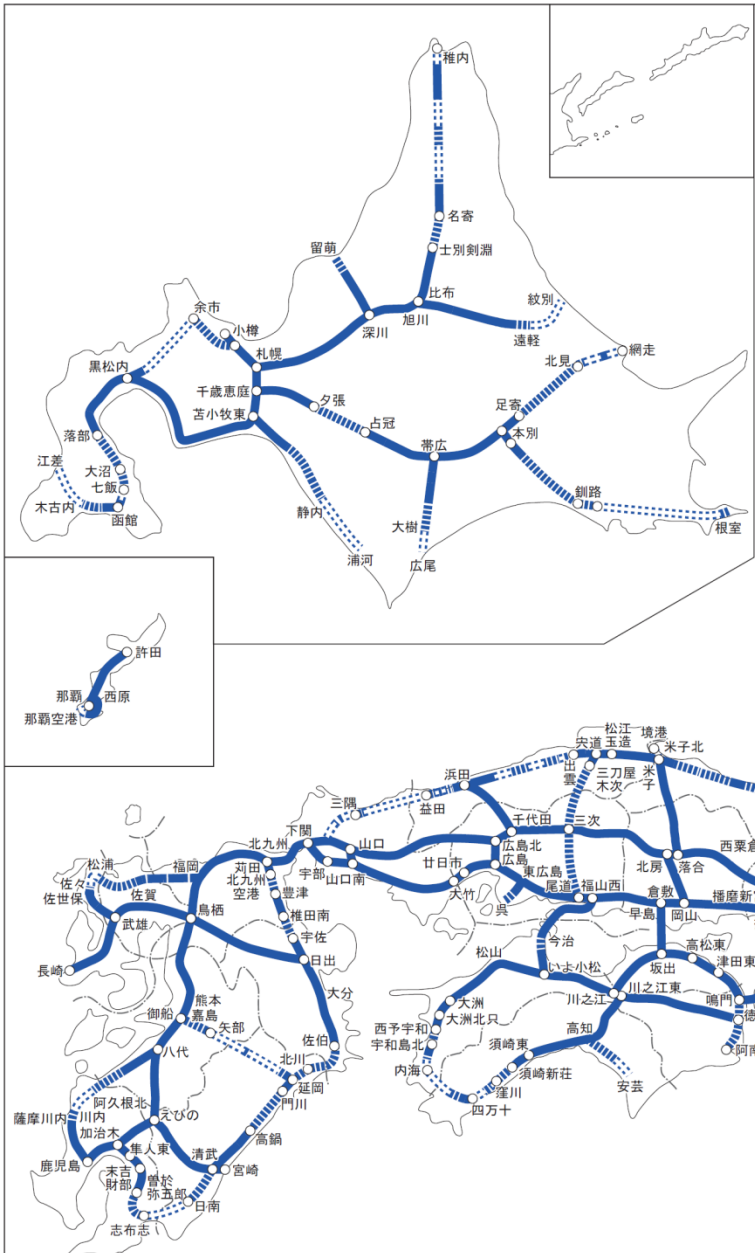 稚内
名寄
士別剣淵
留萌
比布
旭川
深川
紋別
遠軽
余市
小樽
札幌
黒松内
千歳恵庭
夕張
苫小牧東
占冠
北見
網走
足寄
本別
帯広
落部
江差
大沼
七飯
木古内
函館
静内
浦河
大樹
広尾
釧路
根室
許田
那覇
西原
那覇空港
松江
玉造
境港
米子北
宍道
出雲
三刀屋
木次
米子
浜田
益田
三隅
千代田
三次
下関
山口
北九州
広島北
広島
廿日市
東広島
西粟倉
北房
落合
松浦
福岡
苅田
北九州
空港
宇部
山口南
大竹
呉
尾道
福山西
倉敷
早島
岡山
播磨新
佐々
佐世保
佐賀
豊津
武雄
鳥栖
椎田南
宇佐
日出
今治
松山
いよ小松
坂出
高松東
津田東
鳴門
長崎
大分
大洲
大洲北只
川之江
川之江東
徳
熊本
御船
嘉島
矢部
西予宇和
宇和島北
高知
須崎東
阿南
佐伯
北川
八代
延岡
門川
内海
須崎新荘
窪川
安芸
四万十
阿久根北
薩摩川内
川内
えびの
加治木
隼人東
高鍋
鹿児島
清武
宮崎
末吉
財部
曽於
弥五郎
日南
志布志